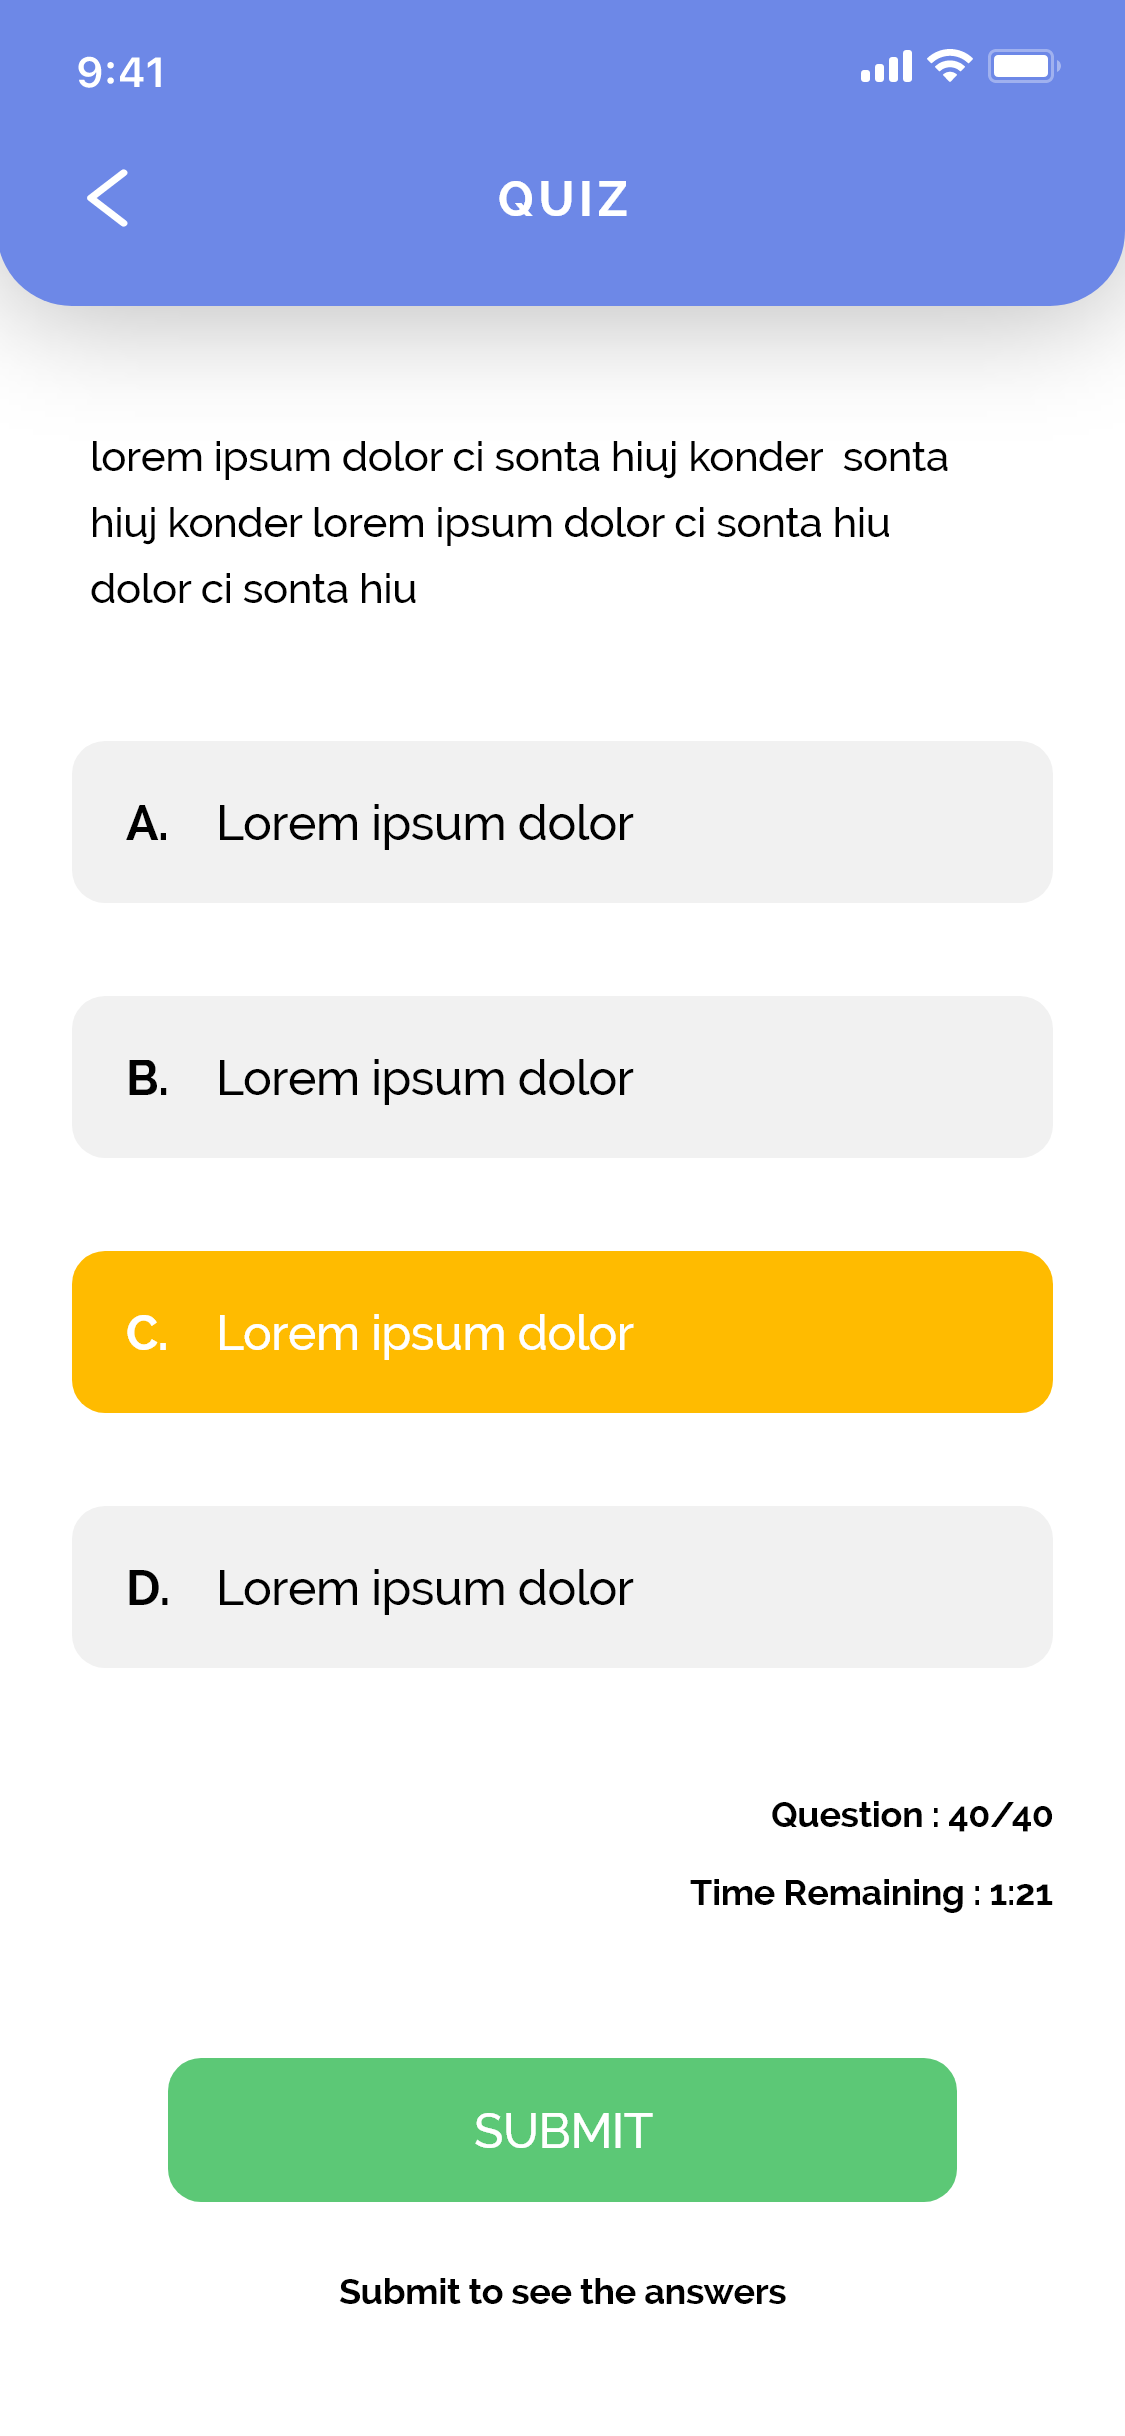 9:41
QUIZ
lorem ipsum dolor ci sonta hiuj konder  sonta
hiuj konder lorem ipsum dolor ci sonta hiu
dolor ci sonta hiu
A. Lorem ipsum dolor
B. Lorem ipsum dolor
C. Lorem ipsum dolor
D. Lorem ipsum dolor
Question : 40/40
Time Remaining : 1:21
SUBMIT
Submit to see the answers